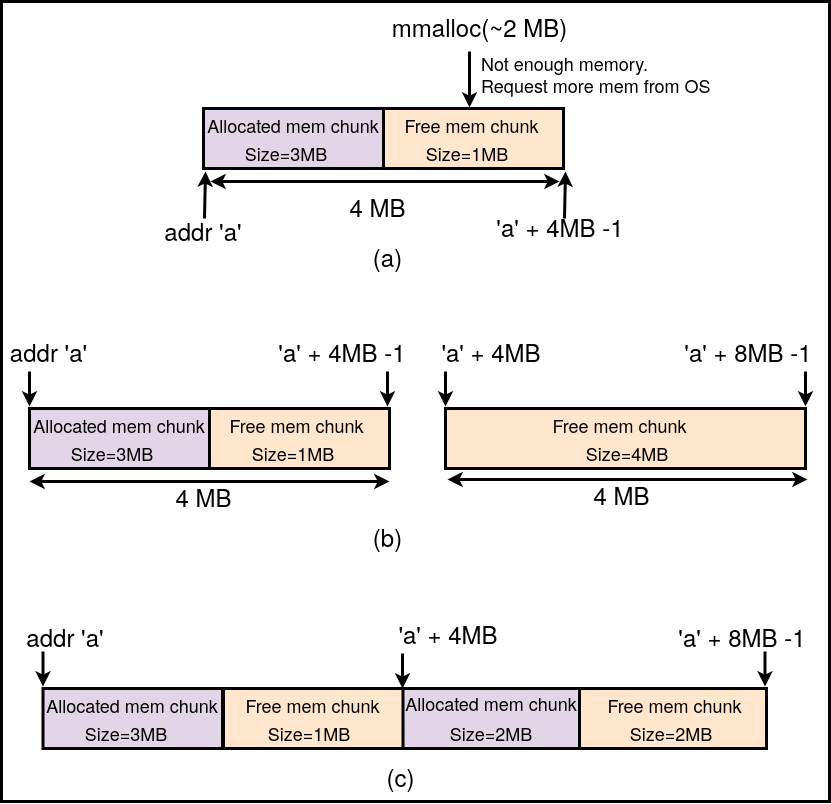 mmalloc(~2 MB)
Not enough memory.
Request more mem from OS
Allocated mem chunk
Size=3MB
Free mem chunk
Size=1MB
4 MB
addr 'a'
'a' + 4MB -1
(a)
addr 'a'
'a' + 4MB -1
'a' + 4MB
'a' + 8MB -1
Allocated mem chunk
Size=3MB
Free mem chunk
Size=1MB
Free mem chunk
Size=4MB
4 MB
4 MB
(b)
addr 'a'
'a' + 4MB
'a' + 8MB -1
Allocated mem chunk
Size=3MB
Free mem chunk
Size=1MB
Allocated mem chunk
Size=2MB
Free mem chunk
Size=2MB
(c)